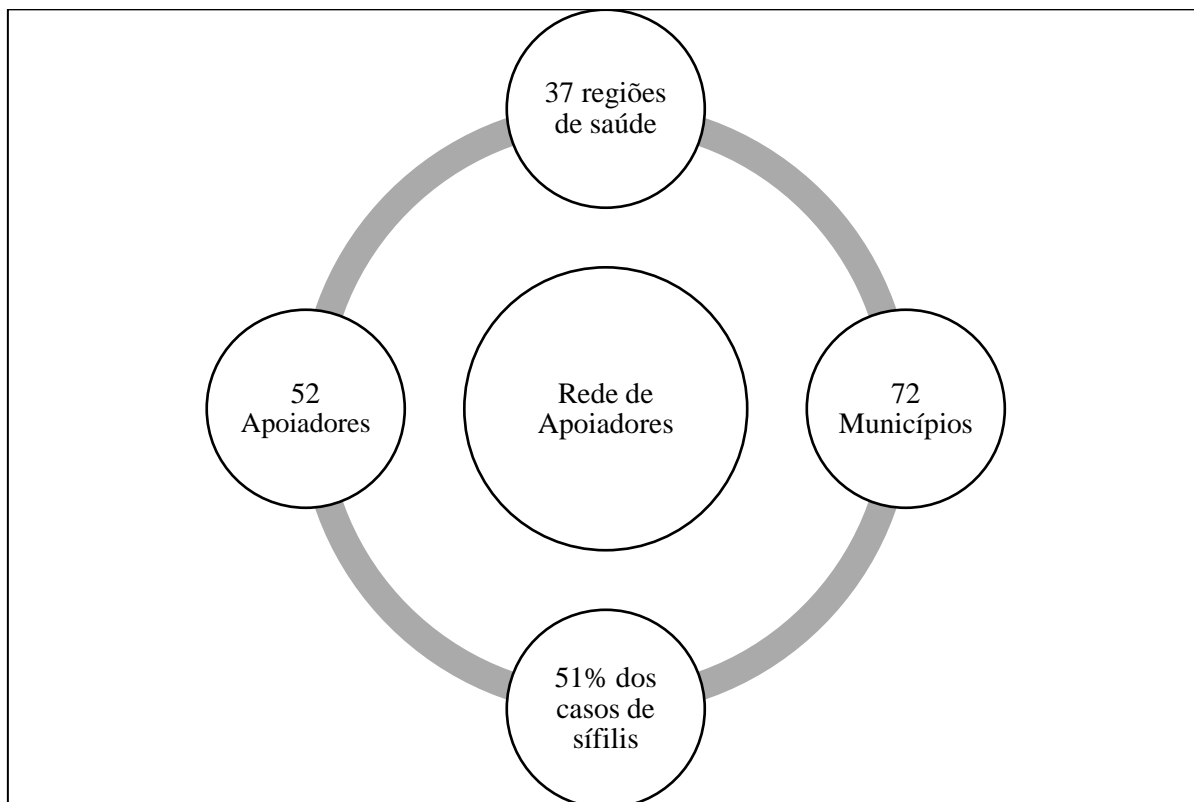 37 regiões
de saúde
52
Apoiadores
Rede de
Apoiadores
72
Municípios
51% dos
casos de
sífilis